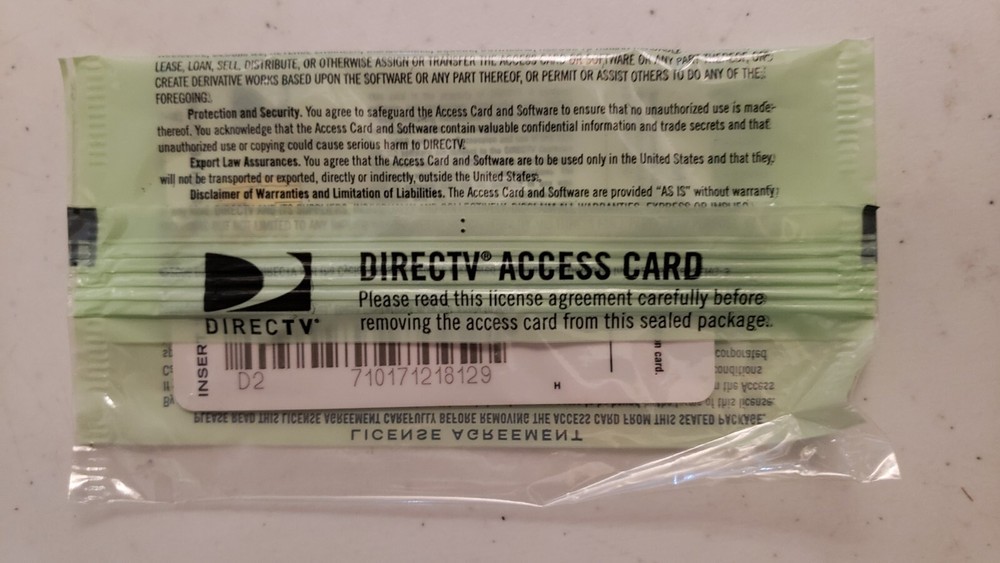 LEASE, LOAN, SELL, DISTRIBUTE, OR OTHERWISE ASSIGN OR TRANSFER THE ACCESS CARD OR SOFTWARE OR ANY PART THEREOF, OR
CREATE DERIVATIVE WORKS BASED UPON THE SOFTWARE OR ANY PART THEREOF, OR PERMIT OR ASSIST OTHERS TO DO ANY OF THE
FOREGOING.
Protection and Security. You agree to safeguard the Access Card and Software to ensure that no unauthorized use is made
thereof. You acknowledge that the Access Card and Software contain valuable confidential information and trade secrets and that
unauthorized use or copying could cause serious harm to DIRECTV.
Export Law Assurances. You agree that the Access Card and Software are to be used only in the United States and that they
will not be transported or exported, directly or indirectly, outside the United States.
Disclaimer of Warranties and Limitation of Liabilities. The Access Card and Software are provided "AS IS" without warranty
DIRECTV® ACCESS CARD
Please read this license agreement carefully before
removing the access card from this sealed package.
DIRECTV®
INSER
D2
710171218129
H
card.
corporated
conditions
n the Access
of this license.
PLEASE READ THIS LICENSE AGREEMENT CAREFULLY BEFORE REMOVING THE ACCESS CARD FROM THIS SEALED PACKAGE.
LICENSE AGREEMENT